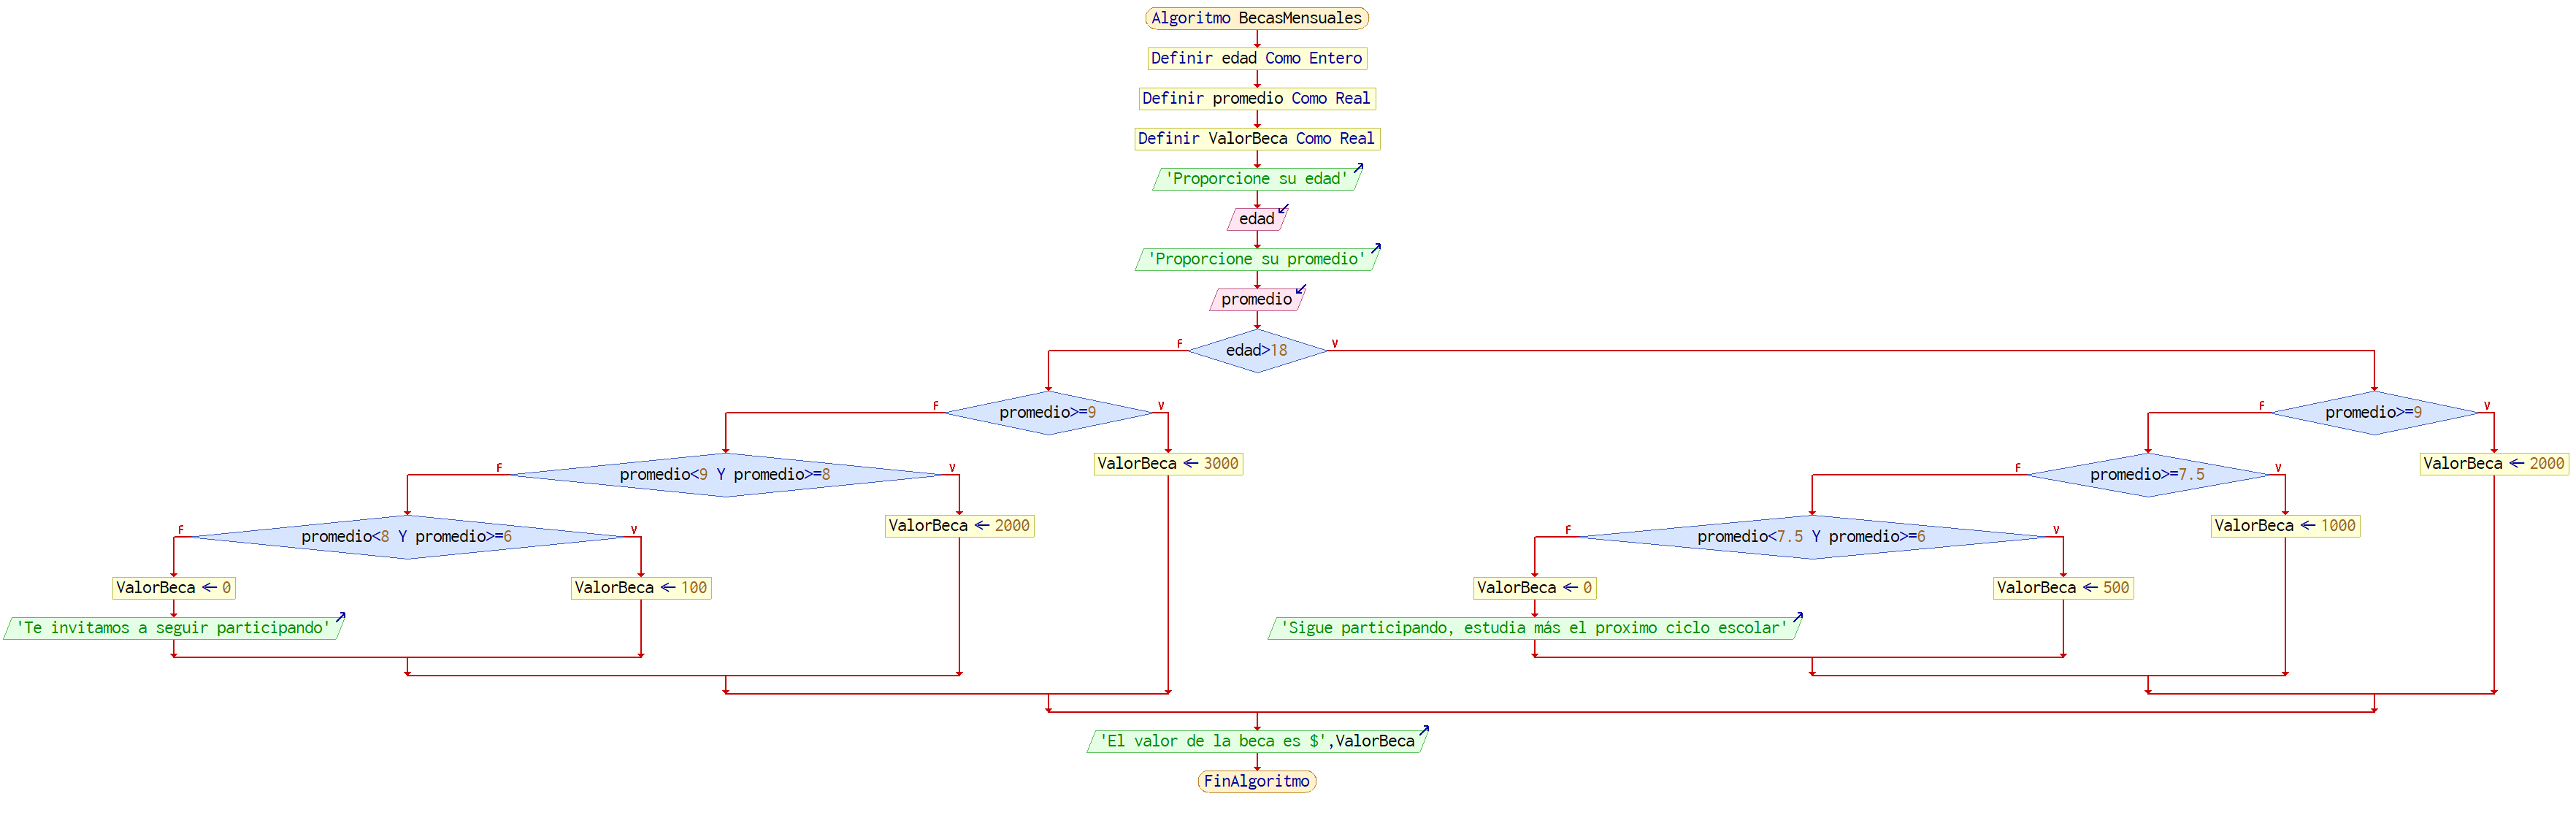 Algoritmo BecasMensuales
Definir edad Como Entero
Definir promedio Como Real
Definir ValorBeca Como Real
'Proporcione su edad'
edad
'Proporcione su promedio'
promedio
F
edad>18
V
F
promedio>=9
V
F
promedio>=9
V
F
promedio<9 Y promedio>=8
V
ValorBeca ← 3000
F
promedio>=7.5
V
ValorBeca ← 2000
F
promedio<8 Y promedio>=6
V
ValorBeca ← 2000
F
promedio<7.5 Y promedio>=6
V
ValorBeca ← 1000
ValorBeca ← 0
ValorBeca ← 100
ValorBeca ← 0
ValorBeca ← 500
'Te invitamos a seguir participando'
'Sigue participando, estudia más el proximo ciclo escolar'
'El valor de la beca es $',ValorBeca
FinAlgoritmo